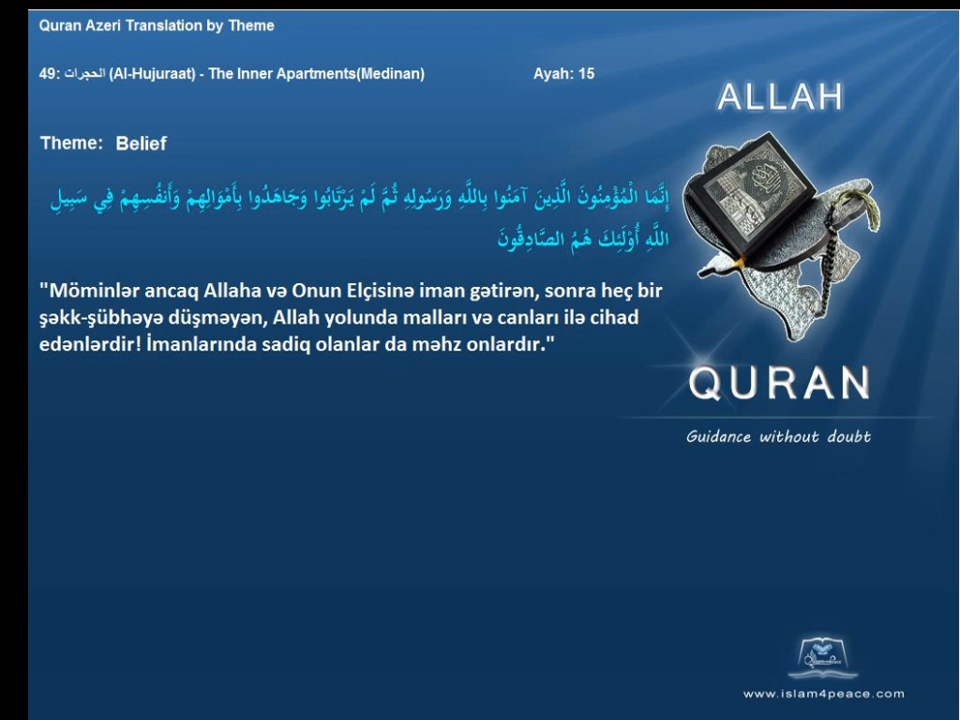 Quran Azeri Translation by Theme
49: الحجرات (Al-Hujuraat) - The Inner Apartments(Medinan) Ayah: 15
ALLAH
Theme: Belief
إِنَّمَا الْمُؤْمِنُونَ الَّذِينَ آمَنُوا بِاللَّهِ وَرَسُولِهِ ثُمَّ لَمْ يَرْتَابُوا وَجَاهَدُوا بِأَمْوَالِهِمْ وَأَنفُسِهِمْ فِي سَبِيلِ
اللَّهِ أُوْلَئِكَ هُمُ الصَّادِقُونَ
"Möminlər ancaq Allaha və Onun Elçisinə iman gətirən, sonra heç bir
şəkk-şübhəyə düşməyən, Allah yolunda malları və canları ilə cihad
edənlərdir! İmanlarında sadiq olanlar da məhz onlardır."
QURAN
Guidance without doubt
www.islam4peace.com